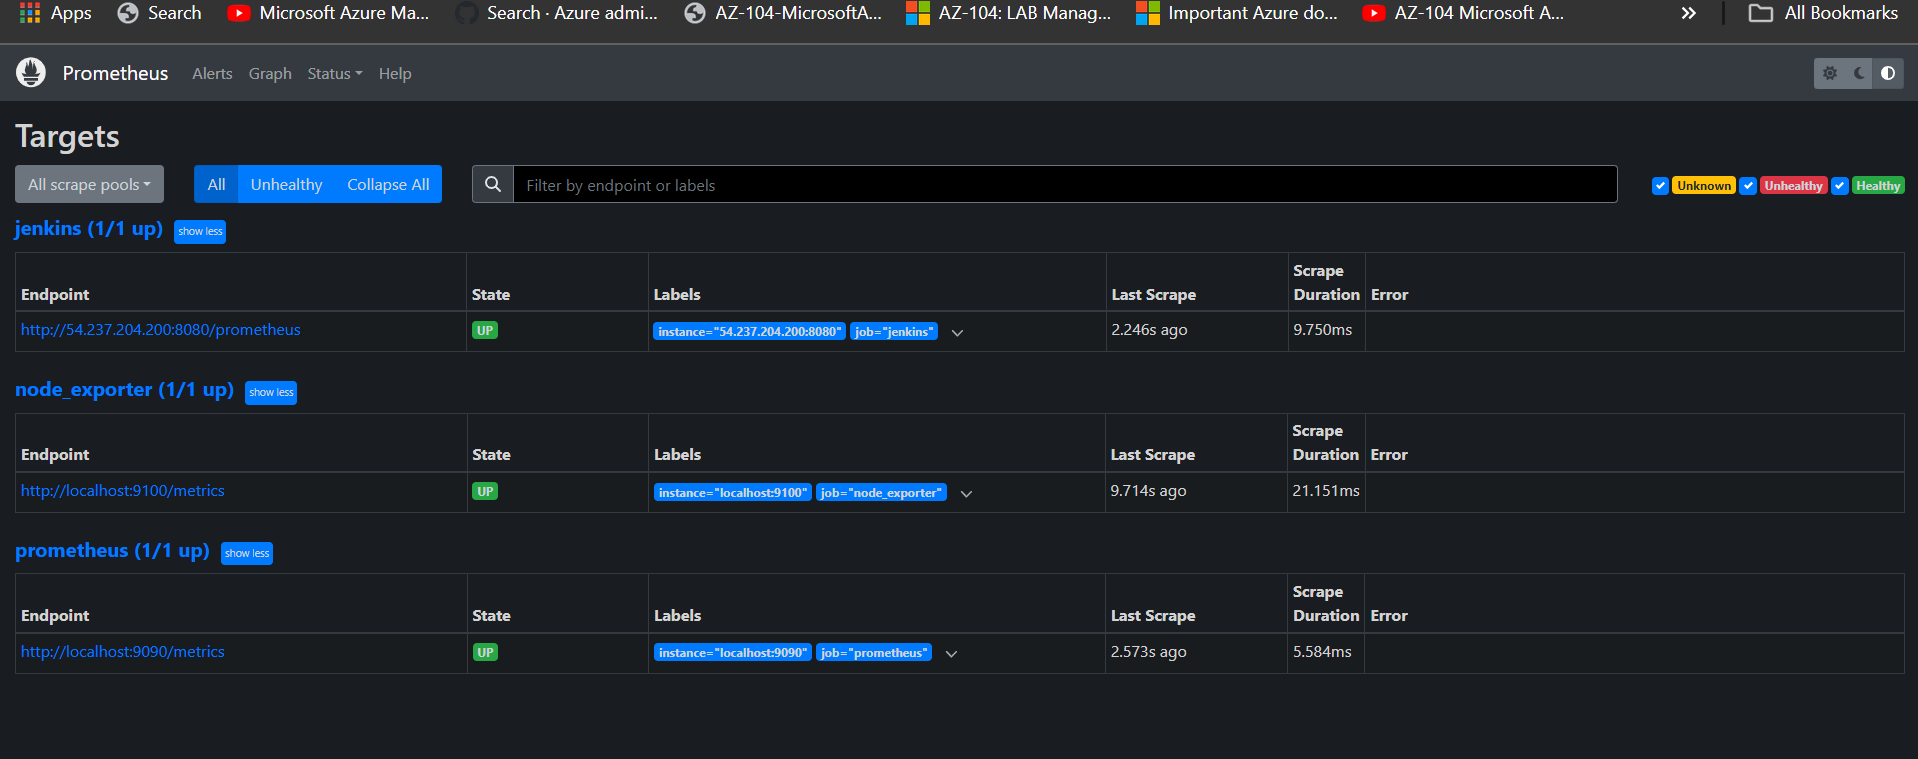 Apps Search Microsoft Azure Ma... Search · Azure admi... AZ-104-MicrosoftA... AZ-104: LAB Manag... Important Azure do... AZ-104 Microsoft A... » All Bookmarks
Prometheus Alerts Graph Status Help
Targets
All scrape pools All Unhealthy Collapse All Filter by endpoint or labels Unknown Unhealthy Healthy
jenkins (1/1 up) show less
Endpoint State Labels Last Scrape Scrape Duration Error
http://54.237.204.200:8080/prometheus UP instance="54.237.204.200:8080" job="jenkins" 2.246s ago 9.750ms
node_exporter (1/1 up) show less
Endpoint State Labels Last Scrape Scrape Duration Error
http://localhost:9100/metrics UP instance="localhost:9100" job="node_exporter" 9.714s ago 21.151ms
prometheus (1/1 up) show less
Endpoint State Labels Last Scrape Scrape Duration Error
http://localhost:9090/metrics UP instance="localhost:9090" job="prometheus" 2.573s ago 5.584ms